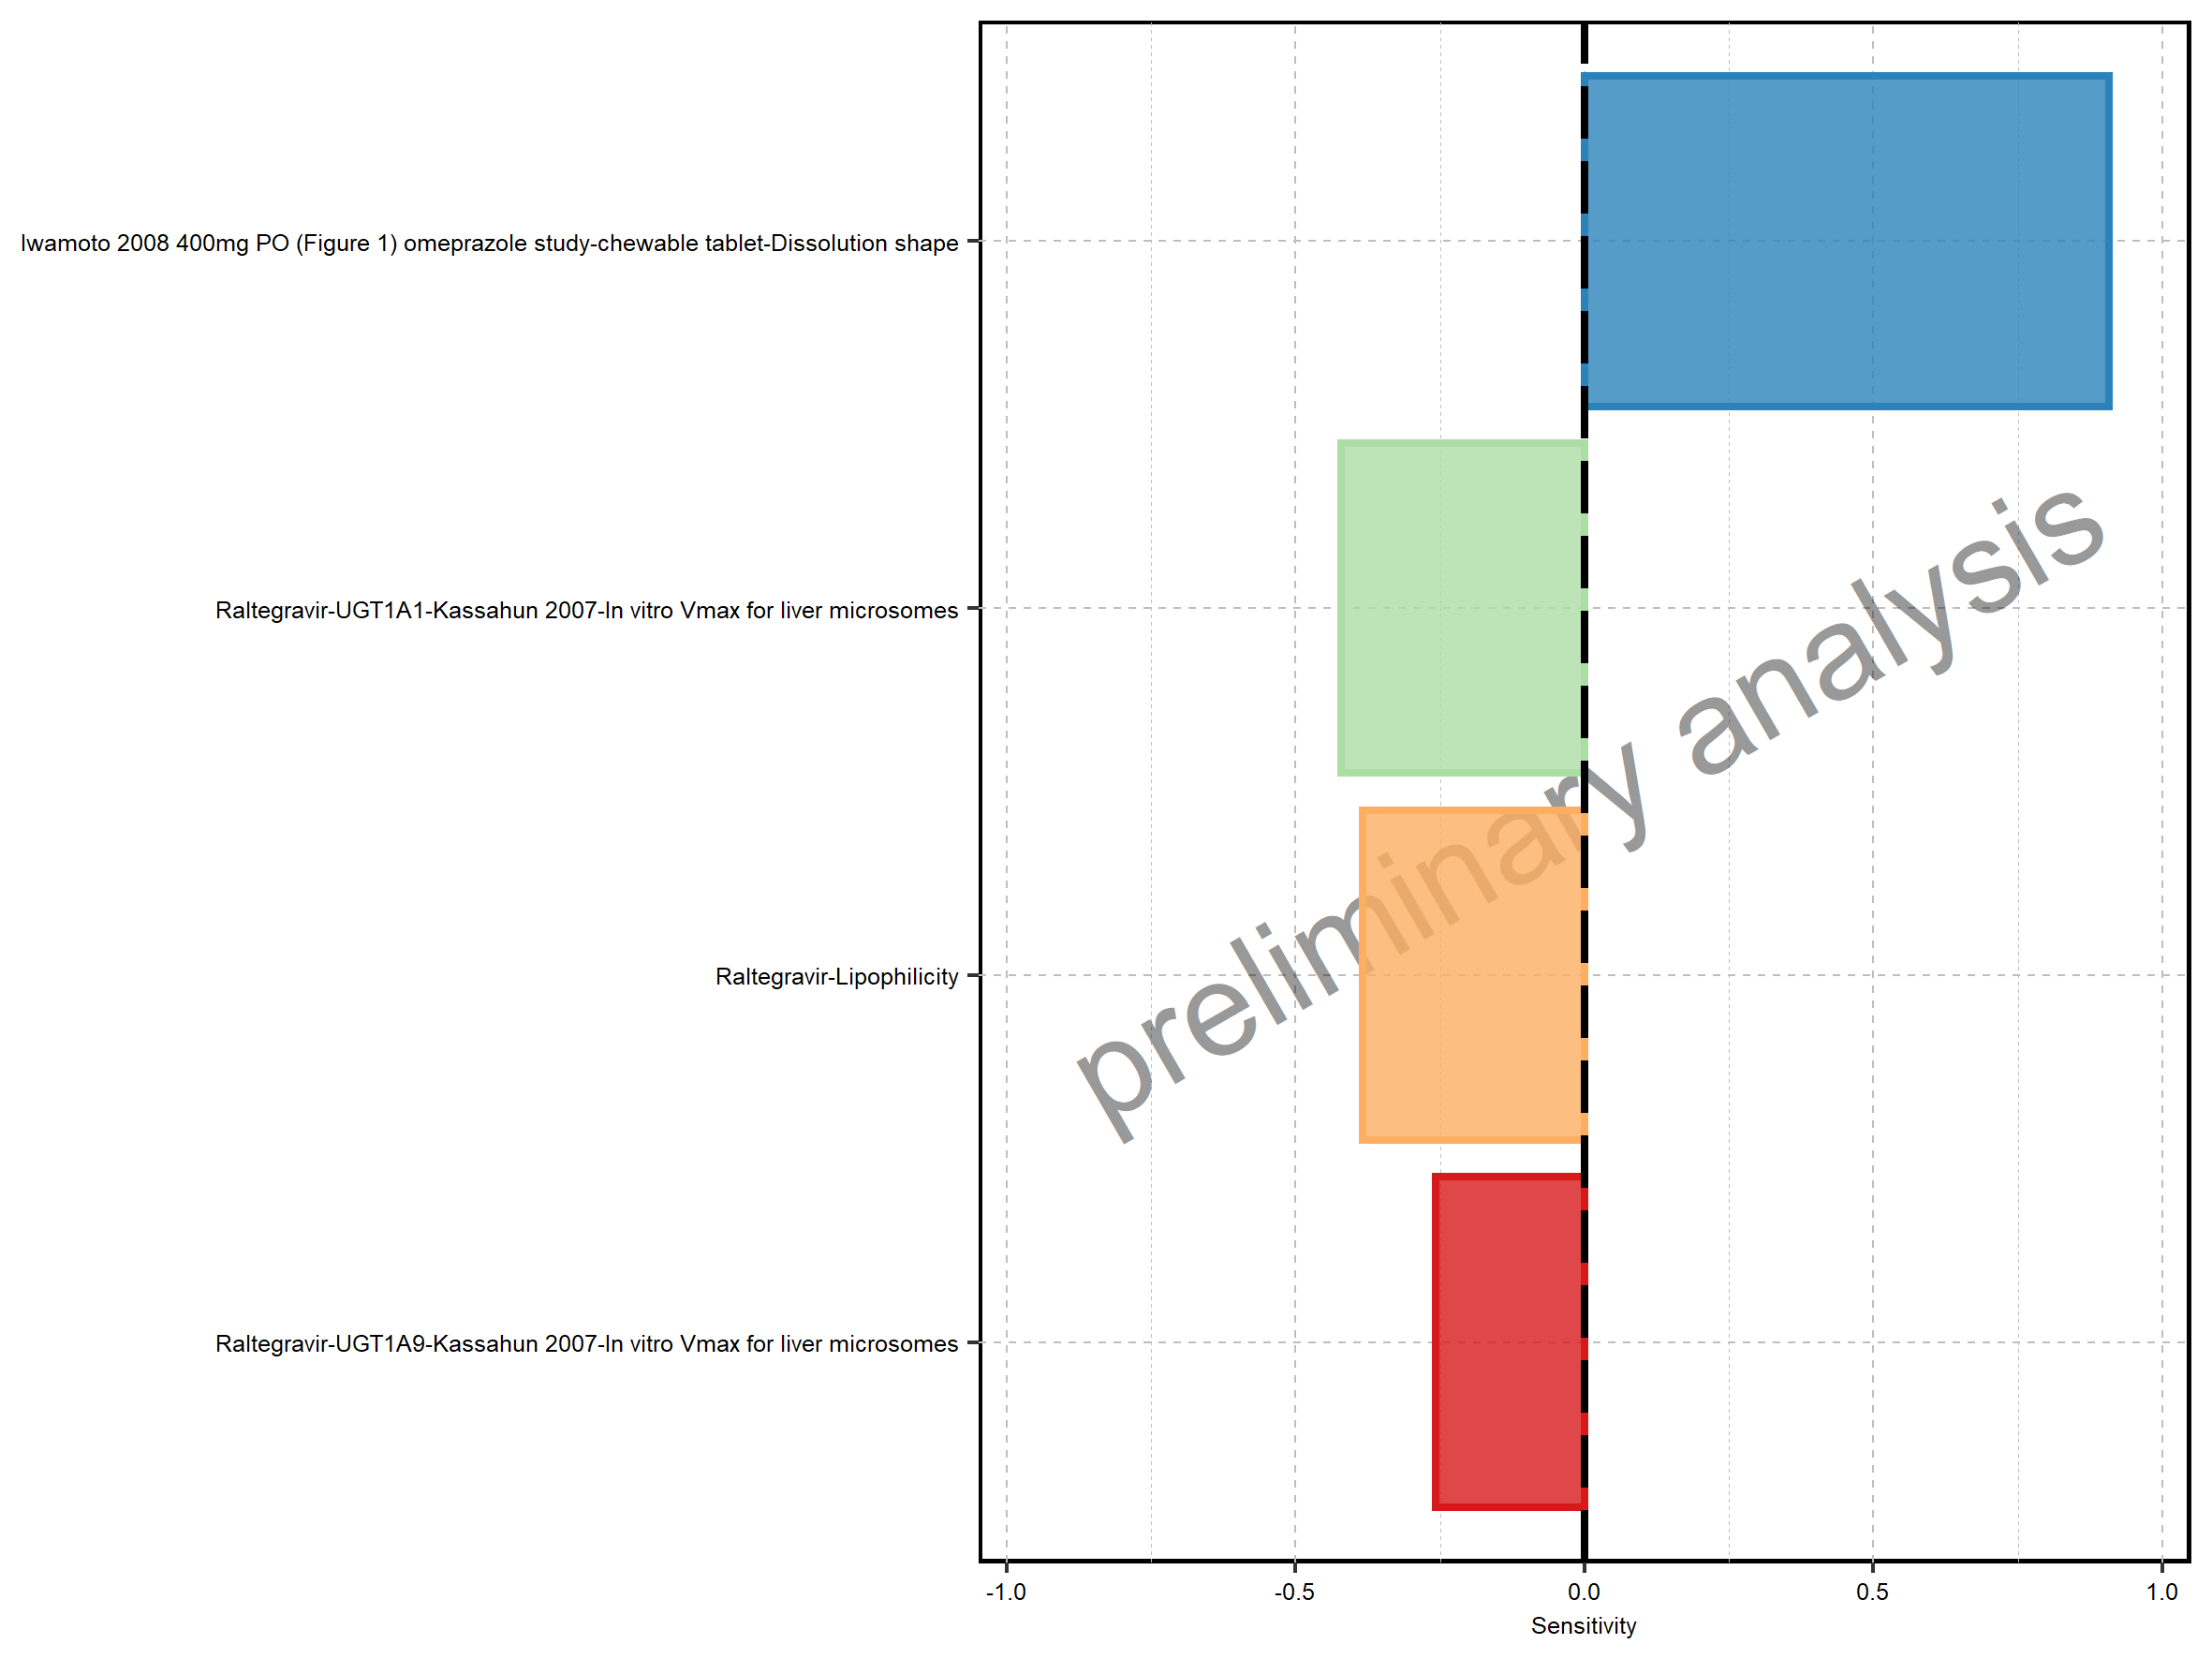 Iwamoto 2008 400mg PO (Figure 1) omeprazole study-chewable tablet-Dissolution shape
Raltegravir-UGT1A1-Kassahun 2007-In vitro Vmax for liver microsomes
Raltegravir-Lipophilicity
Raltegravir-UGT1A9-Kassahun 2007-In vitro Vmax for liver microsomes
preliminary analysis
-1.0 -0.5 0.0 0.5 1.0
Sensitivity